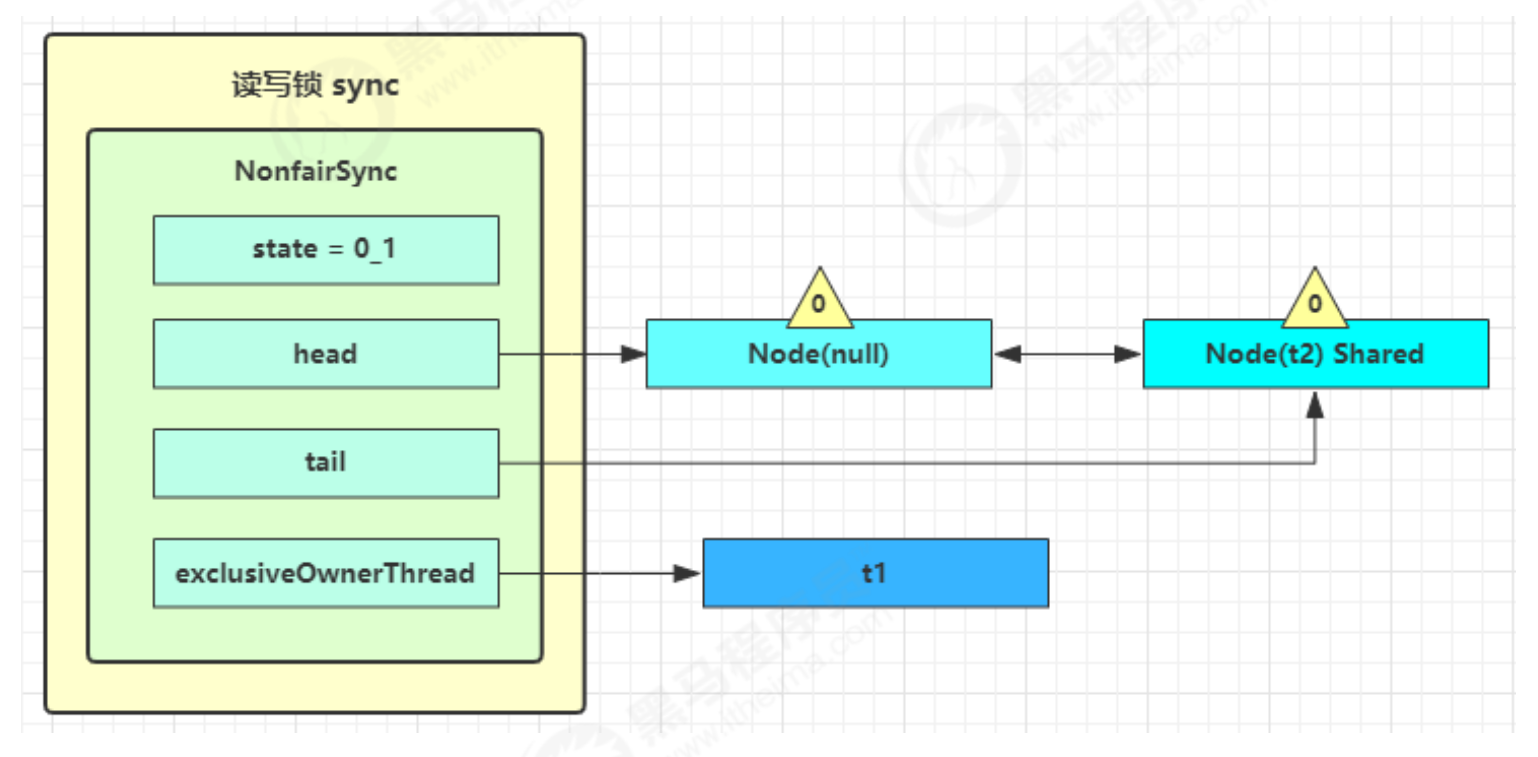 读写锁 sync
NonfairSync
state = 0_1
head
tail
exclusiveOwnerThread
0
Node(null)
0
Node(t2) Shared
t1
黑马程序员
www.itheima.com